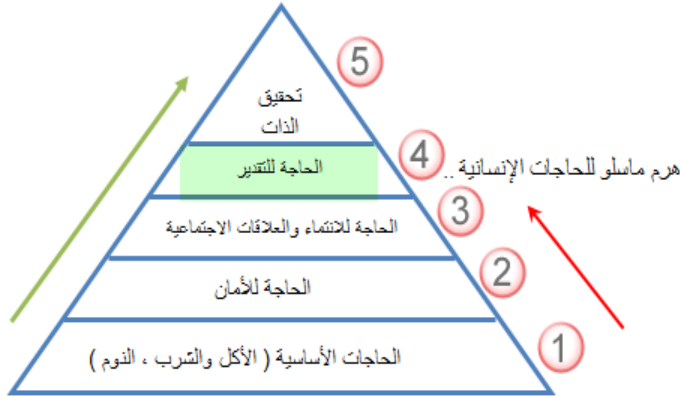 5
تحقيق
الذات
4
هرم ماسلو للحاجات الإنسانية ..
الحاجة للتقدير
3
الحاجة للانتماء والعلاقات الاجتماعية
2
الحاجة للأمان
1
الحاجات الأساسية ( الأكل والشرب ، النوم )